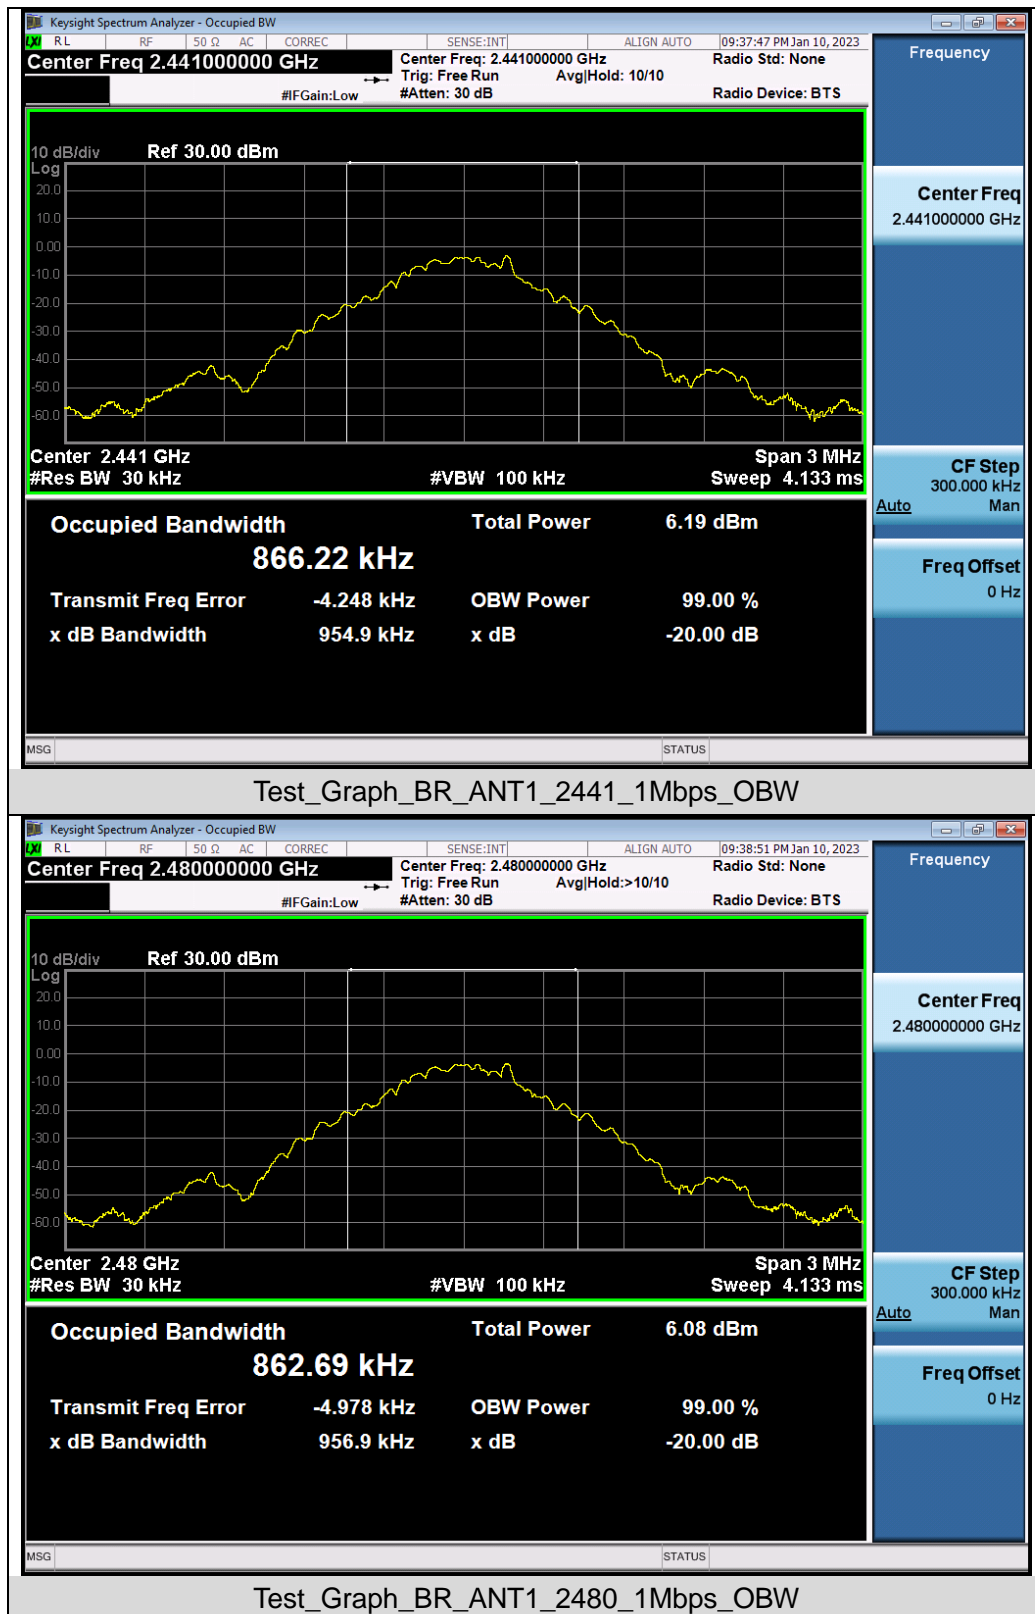 Keysight Spectrum Analyzer - Occupied BW
LXI RL RF 50 Ω AC CORREC SENSE:INT ALIGN AUTO 09:37:47 PM Jan 10, 2023
Center Freq 2.441000000 GHz Center Freq: 2.441000000 GHz Radio Std: None
Trig: Free Run Avg|Hold: 10/10
#IFGain:Low #Atten: 30 dB Radio Device: BTS
Frequency
10 dB/div Ref 30.00 dBm
Log
20.0
10.0
0.00
-10.0
-20.0
-30.0
-40.0
-50.0
-60.0
Center 2.441 GHz Span 3 MHz
#Res BW 30 kHz #VBW 100 kHz Sweep 4.133 ms
Center Freq
2.441000000 GHz
CF Step
300.000 kHz
Auto Man
Freq Offset
0 Hz
Occupied Bandwidth Total Power 6.19 dBm
866.22 kHz
Transmit Freq Error -4.248 kHz OBW Power 99.00 %
x dB Bandwidth 954.9 kHz x dB -20.00 dB
MSG STATUS
Test_Graph_BR_ANT1_2441_1Mbps_OBW
Keysight Spectrum Analyzer - Occupied BW
LXI RL RF 50 Ω AC CORREC SENSE:INT ALIGN AUTO 09:38:51 PM Jan 10, 2023
Center Freq 2.480000000 GHz Center Freq: 2.480000000 GHz Radio Std: None
Trig: Free Run Avg|Hold:>10/10
#IFGain:Low #Atten: 30 dB Radio Device: BTS
Frequency
10 dB/div Ref 30.00 dBm
Log
20.0
10.0
0.00
-10.0
-20.0
-30.0
-40.0
-50.0
-60.0
Center 2.48 GHz Span 3 MHz
#Res BW 30 kHz #VBW 100 kHz Sweep 4.133 ms
Center Freq
2.480000000 GHz
CF Step
300.000 kHz
Auto Man
Freq Offset
0 Hz
Occupied Bandwidth Total Power 6.08 dBm
862.69 kHz
Transmit Freq Error -4.978 kHz OBW Power 99.00 %
x dB Bandwidth 956.9 kHz x dB -20.00 dB
MSG STATUS
Test_Graph_BR_ANT1_2480_1Mbps_OBW